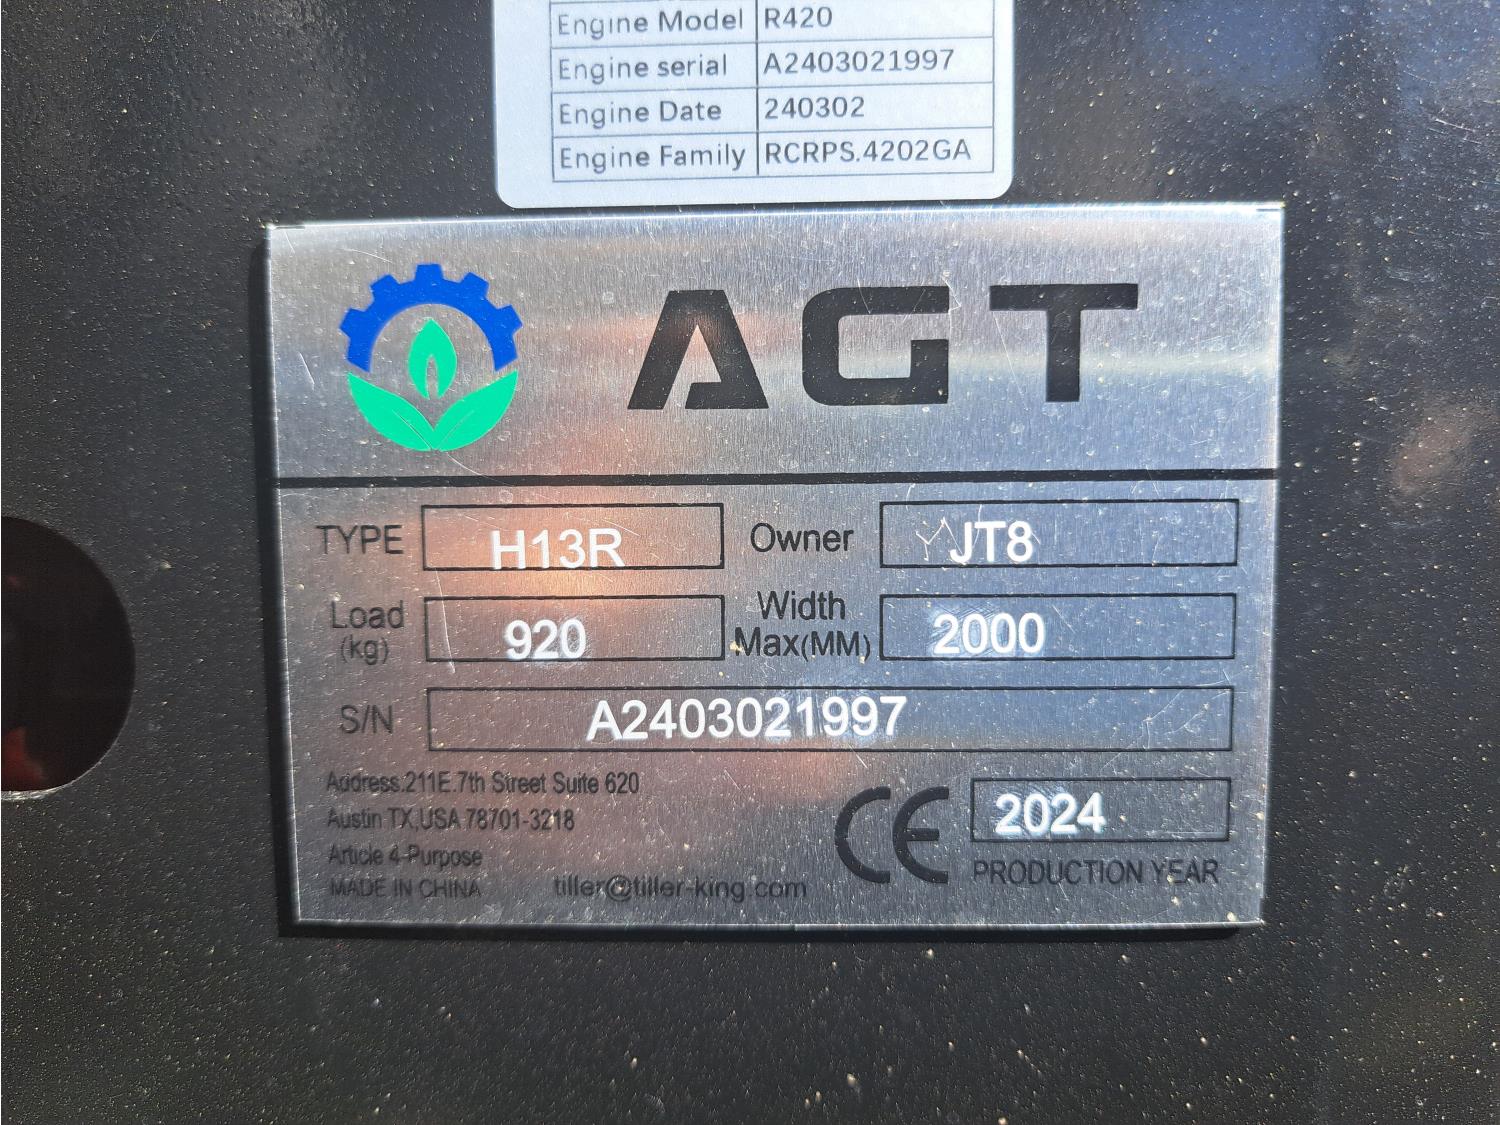 Engine Model R420
Engine serial A2403021997
Engine Date 240302
Engine Family RCRPS.4202GA
AGT
TYPE H13R Owner JT8
Load (kg) 920 Width Max(MM) 2000
S/N A2403021997
Address.211E.7th Street Suite 620
Austin TX,USA 78701-3218
Article 4-Purpose
MADE IN CHINA tiller@tiller-king.com
CE 2024
PRODUCTION YEAR